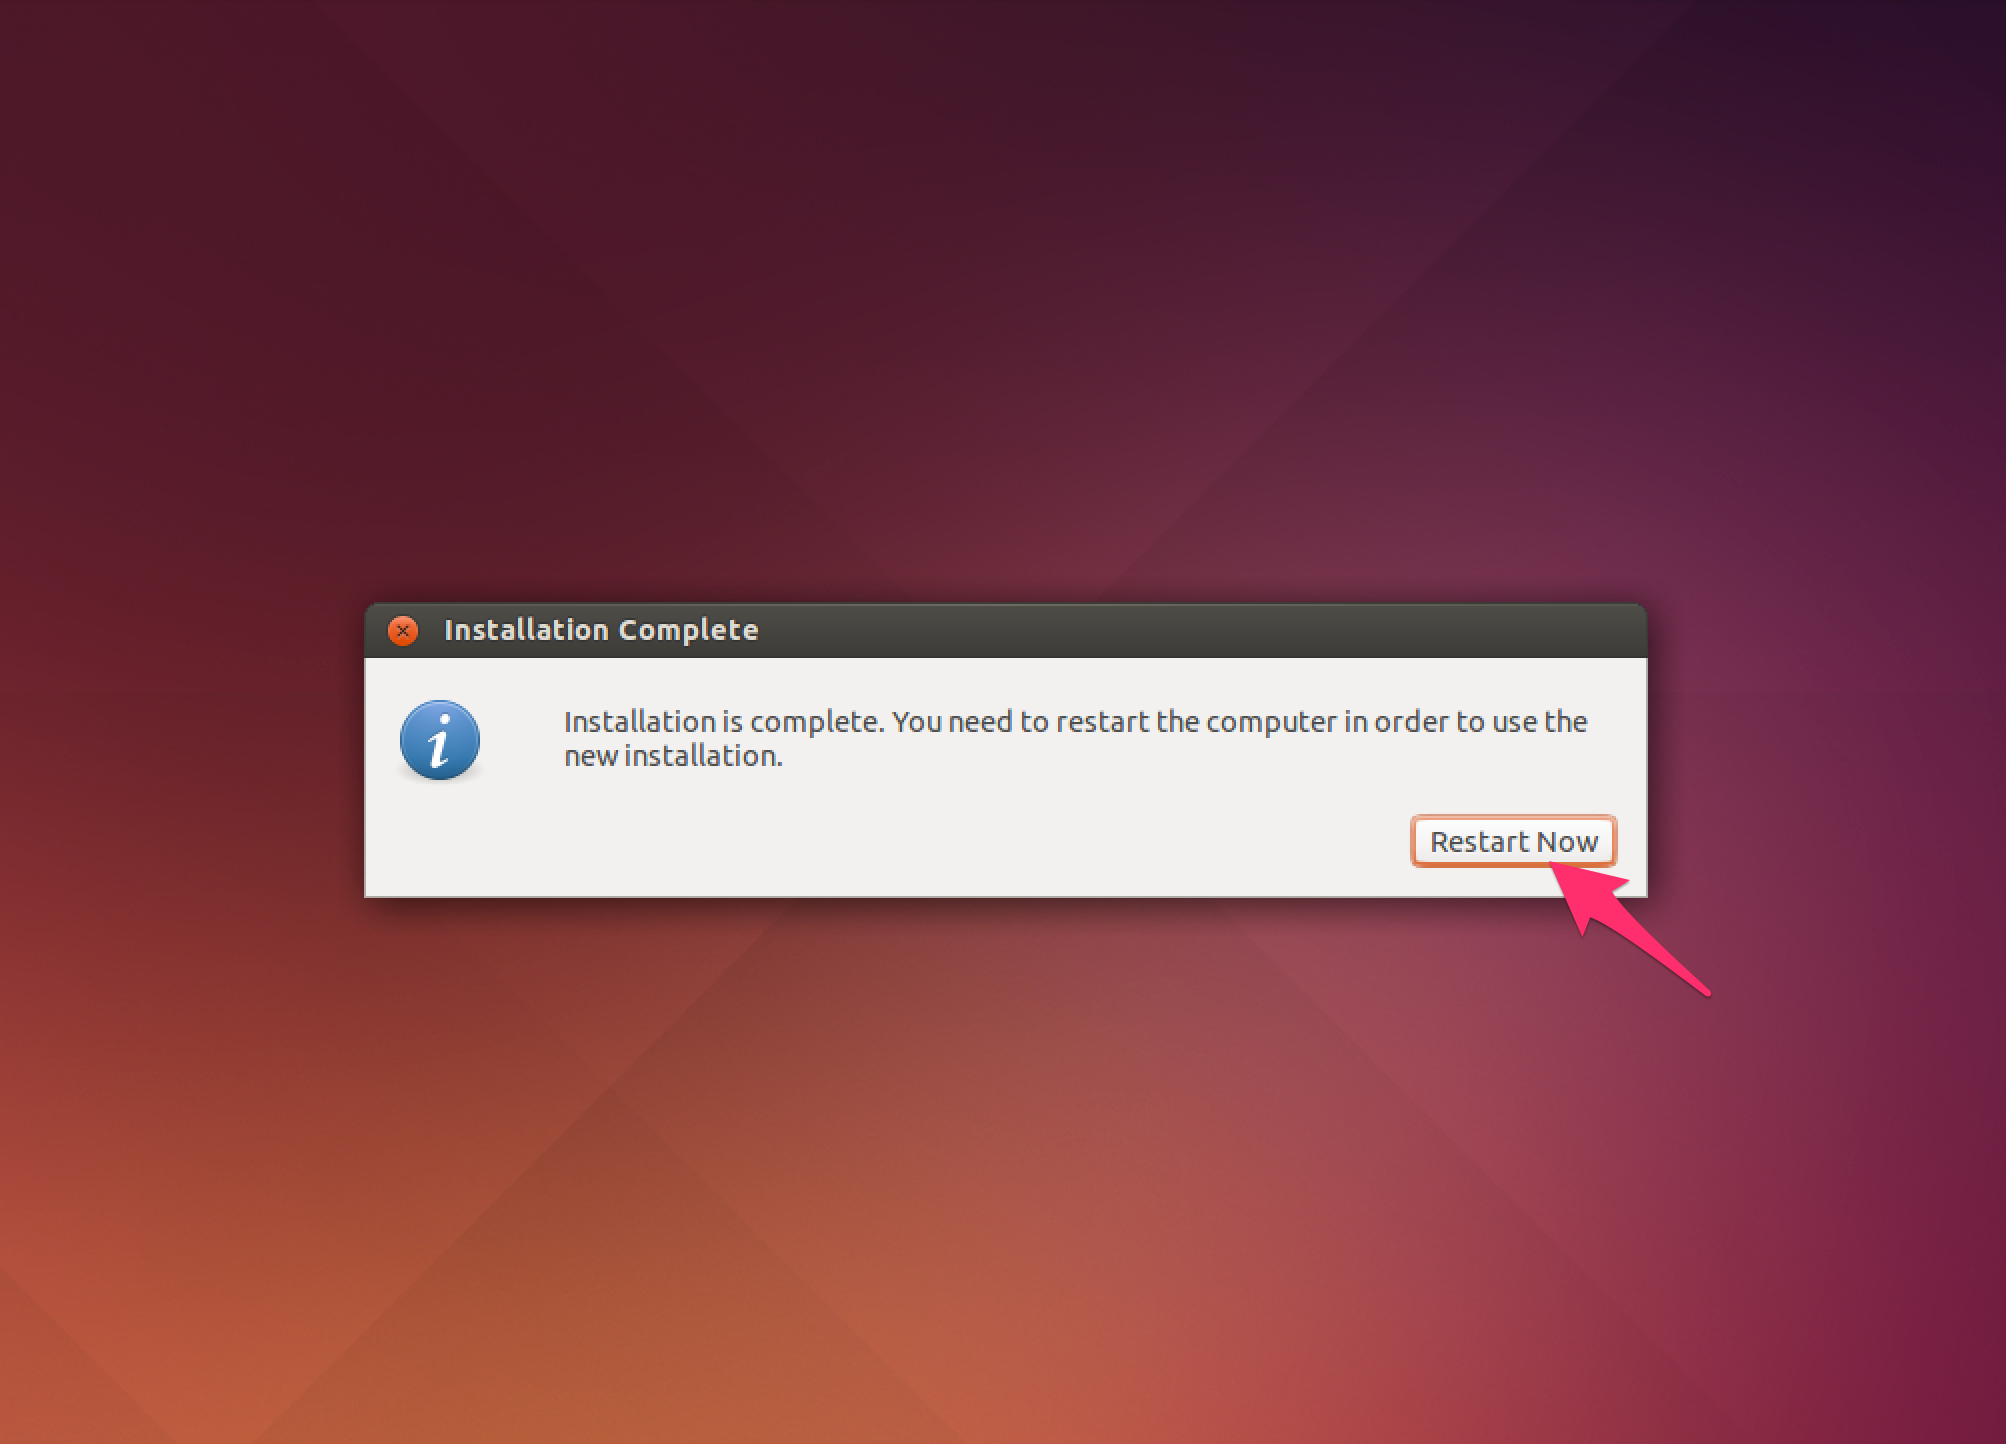 Installation Complete
Installation is complete. You need to restart the computer in order to use the
new installation.
Restart Now